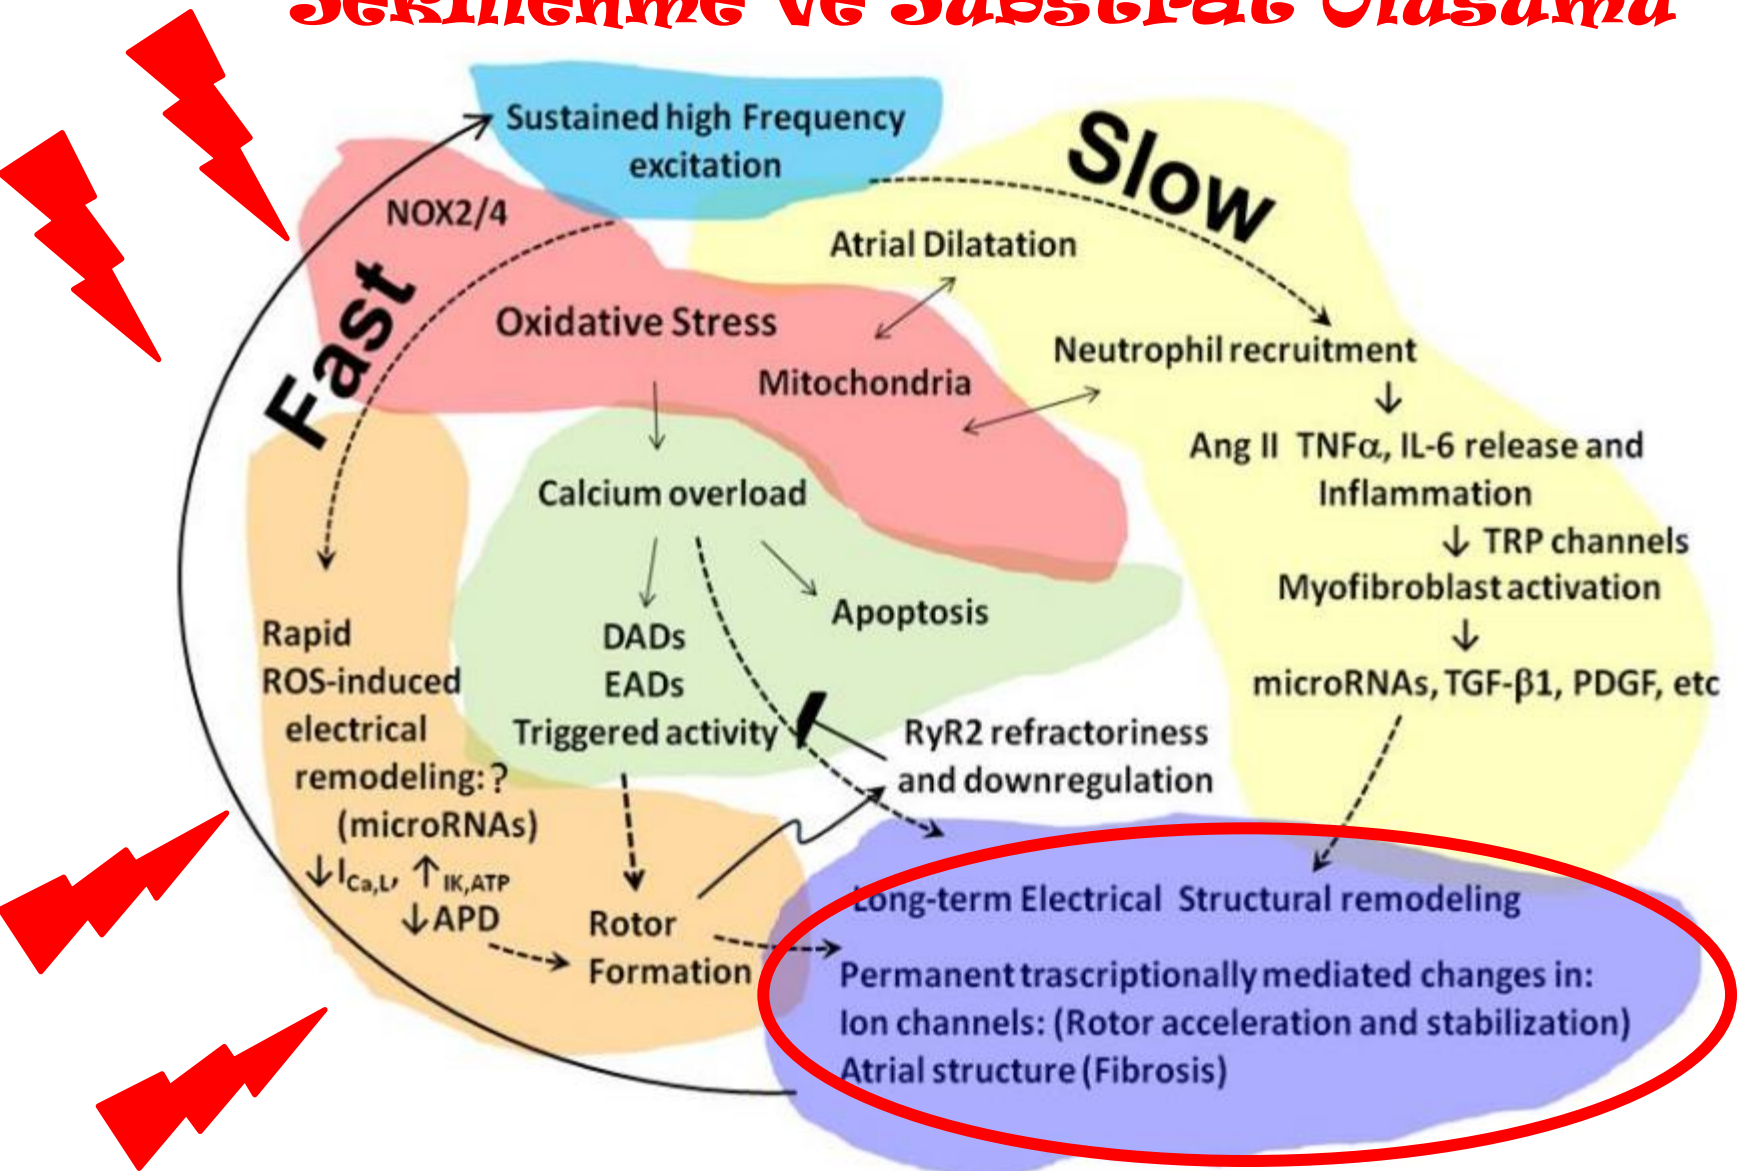 ve Substrat
Sustained high Frequency
excitation
Slow
NOX2/4
Atrial Dilatation
Fast
Oxidative Stress
Neutrophil recruitment
Mitochondria
Ang II TNFα, IL-6 release and
Inflammation
Calcium overload
↓ TRP channels
Myofibroblast activation
Apoptosis
Rapid
ROS-induced
electrical
remodeling: ?
(microRNAs)
↓I Ca,L, ↑ IK,ATP
↓APD
DADs
EADs
Triggered activity
microRNAs, TGF-β1, PDGF, etc
RyR2 refractoriness
and downregulation
Rotor
Formation
Long-term Electrical Structural remodeling
Permanent trascriptionally mediated changes in:
Ion channels: (Rotor acceleration and stabilization)
Atrial structure (Fibrosis)